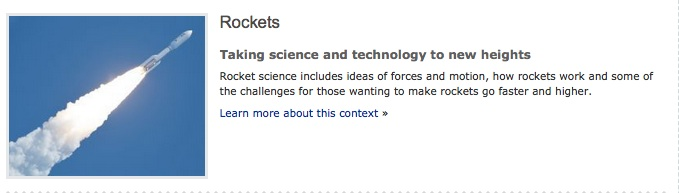 Rockets
Taking science and technology to new heights
Rocket science includes ideas of forces and motion, how rockets work and some of
the challenges for those wanting to make rockets go faster and higher.
Learn more about this context »